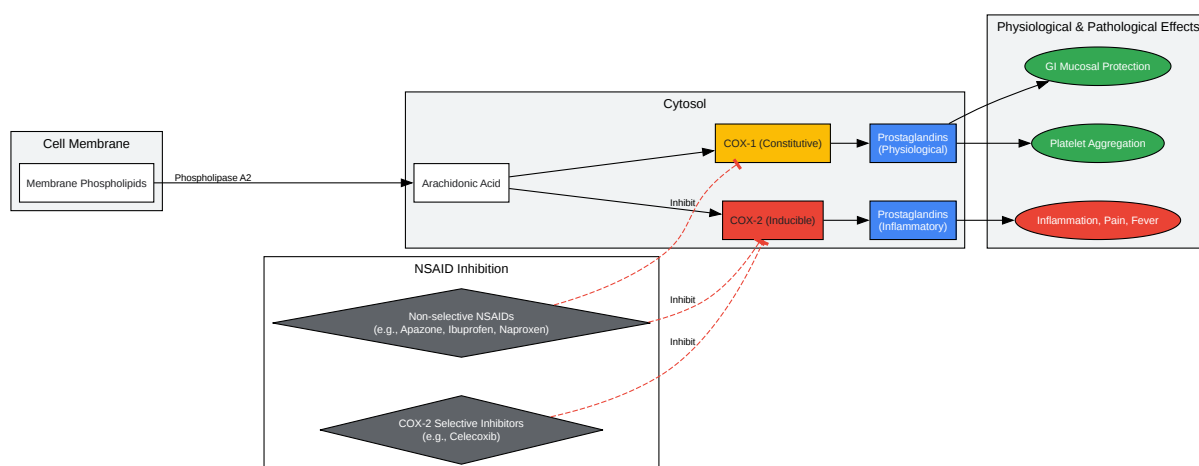 Physiological & Pathological Effects
GI Mucosal Protection
Cytosol
COX-1 (Constitutive)
Prostaglandins
(Physiological)
Platelet Aggregation
Cell Membrane
Membrane Phospholipids
Phospholipase A2
Arachidonic Acid
Inhibit
COX-2 (Inducible)
Prostaglandins
(Inflammatory)
Inflammation, Pain, Fever
NSAID Inhibition
Non-selective NSAIDs
(e.g., Apazone, Ibuprofen, Naproxen)
Inhibit
Inhibit
COX-2 Selective Inhibitors
(e.g., Celecoxib)